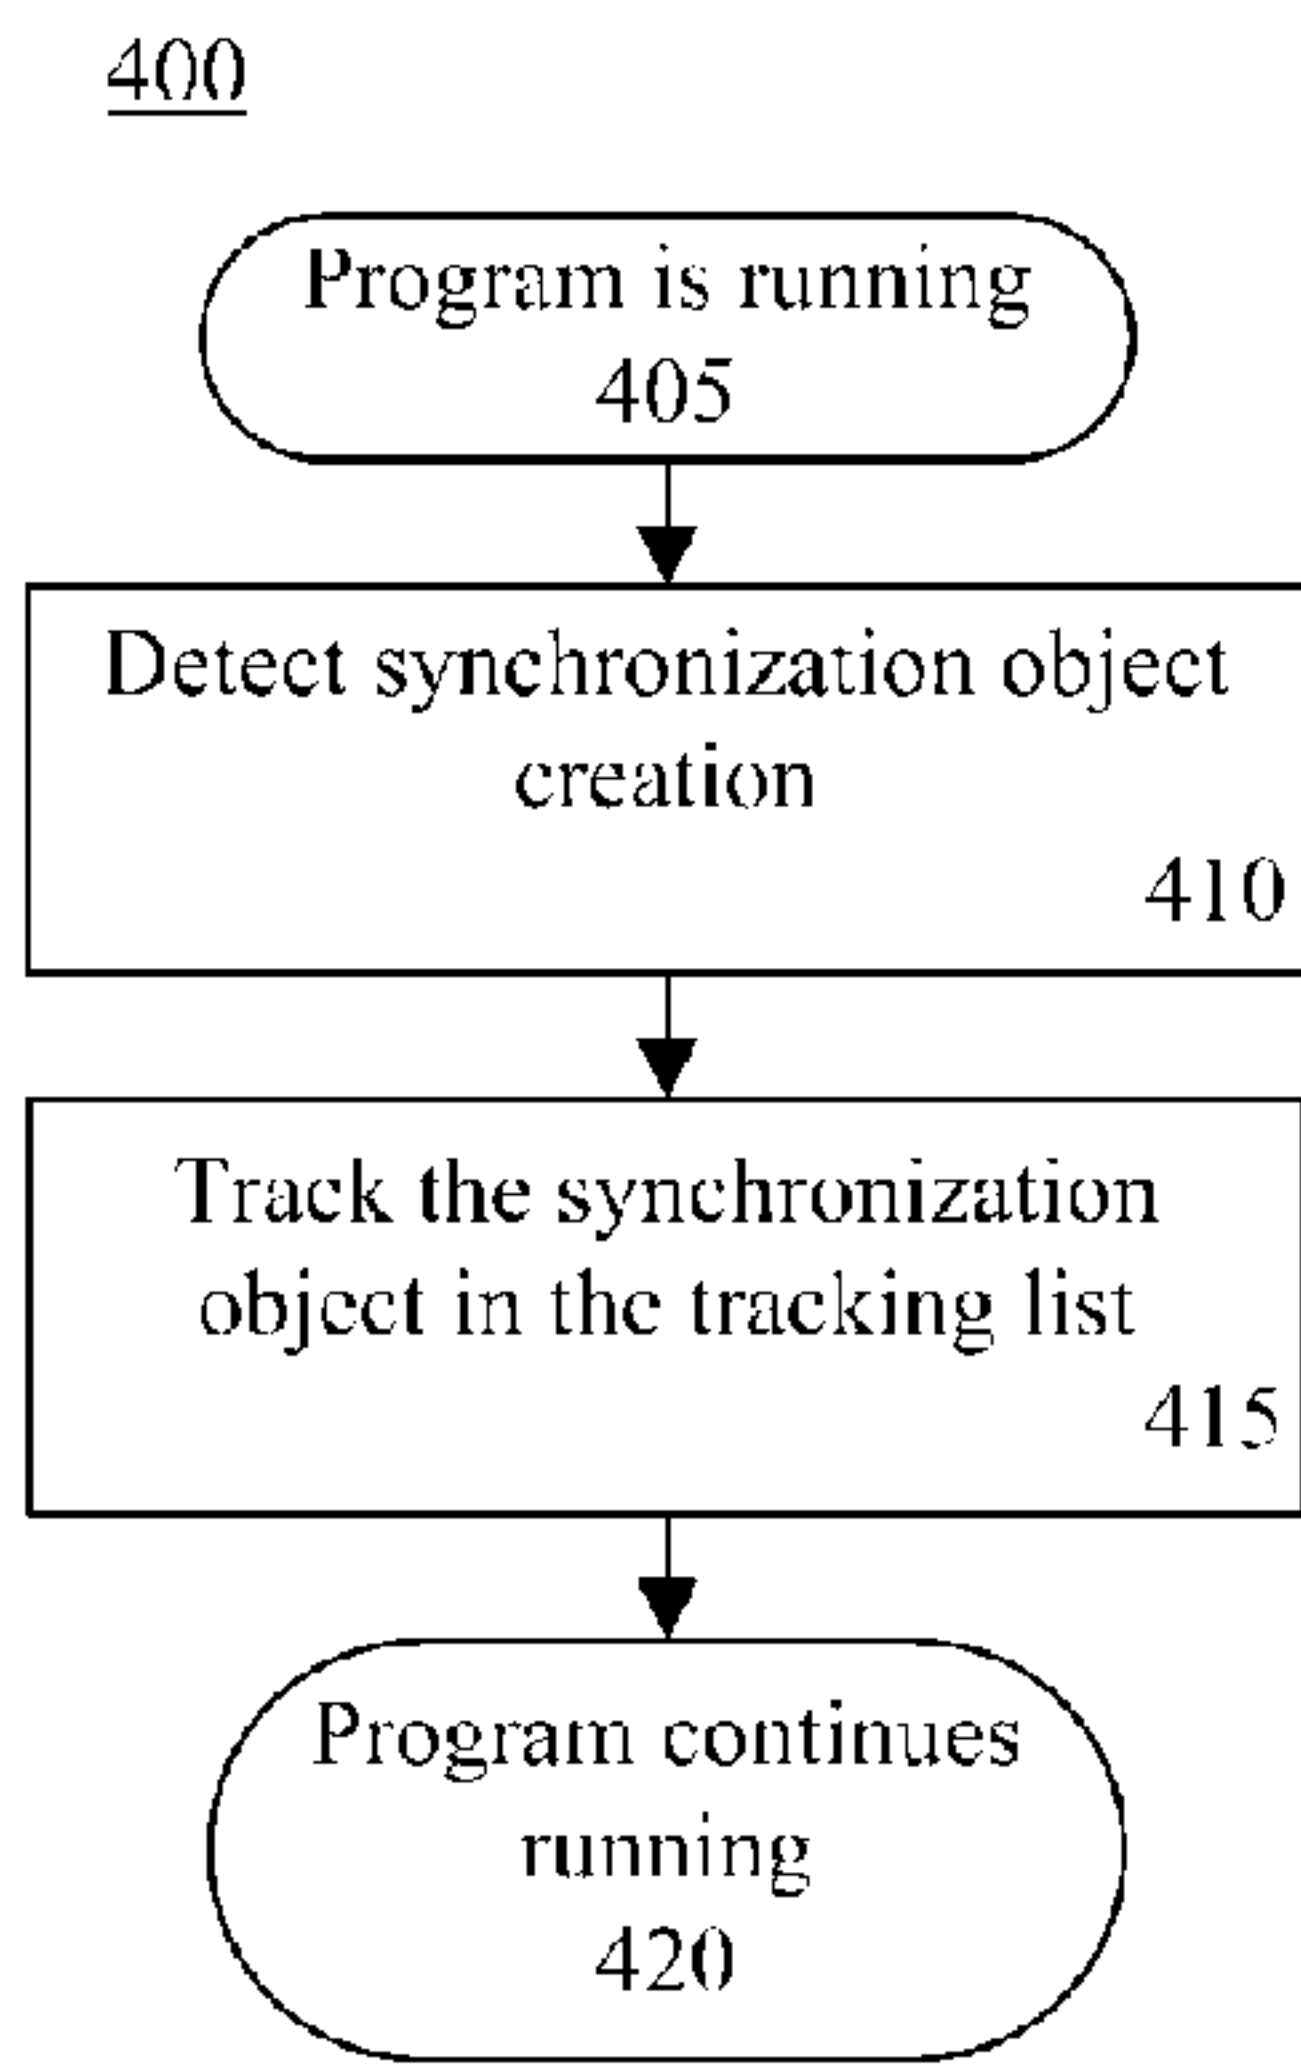 400
Program is running
405
Detect synchronization object
creation
410
Track the synchronization
object in the tracking list
415
Program continues
running
420